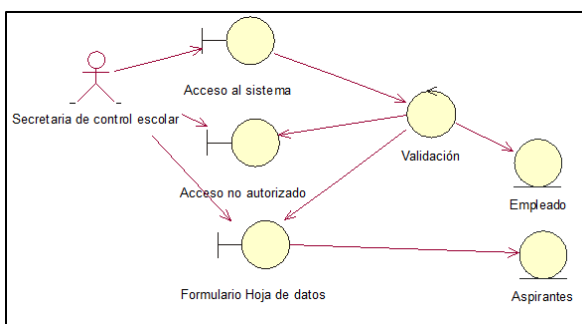 Acceso al sistema
Secretaria de control escolar
Validación
Acceso no autorizado
Empleado
Formulario Hoja de datos
Aspirantes